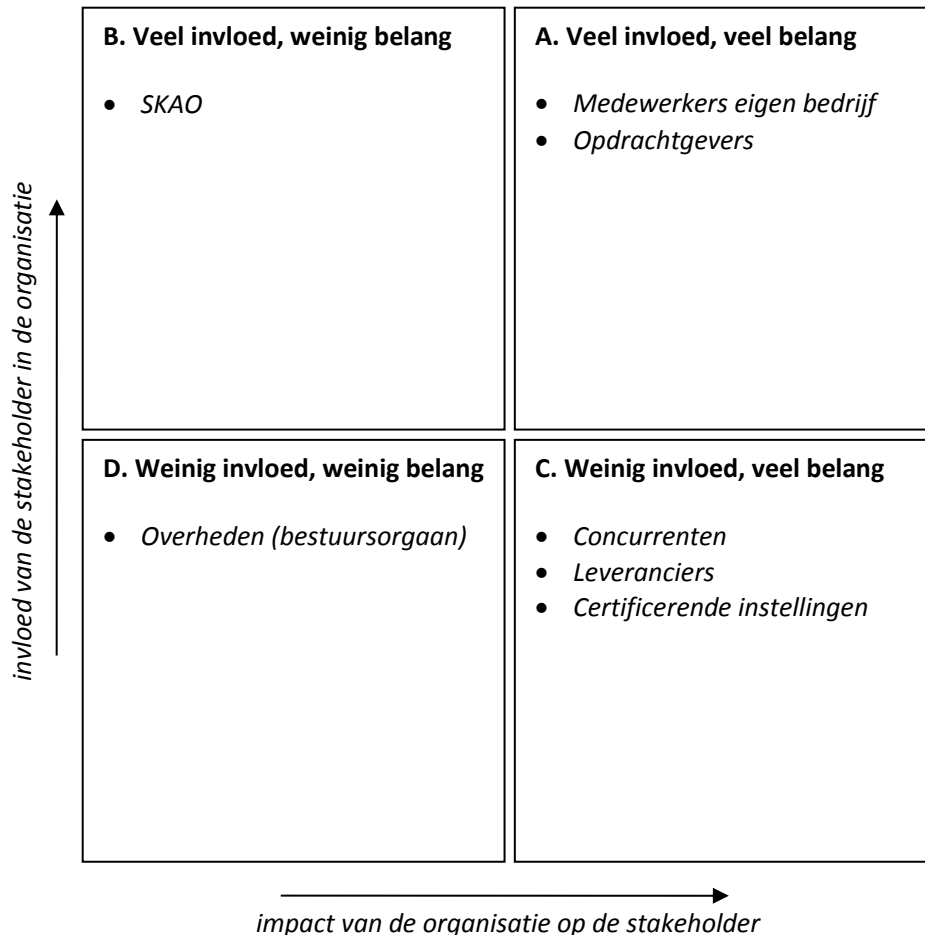 B. Veel invloed, weinig belang
• SKAO
A. Veel invloed, veel belang
• Medewerkers eigen bedrijf
• Opdrachtgevers
invloed van de stakeholder in de organisatie
D. Weinig invloed, weinig belang
• Overheden (bestuursorgaan)
C. Weinig invloed, veel belang
• Concurrenten
• Leveranciers
• Certificerende instellingen
impact van de organisatie op de stakeholder